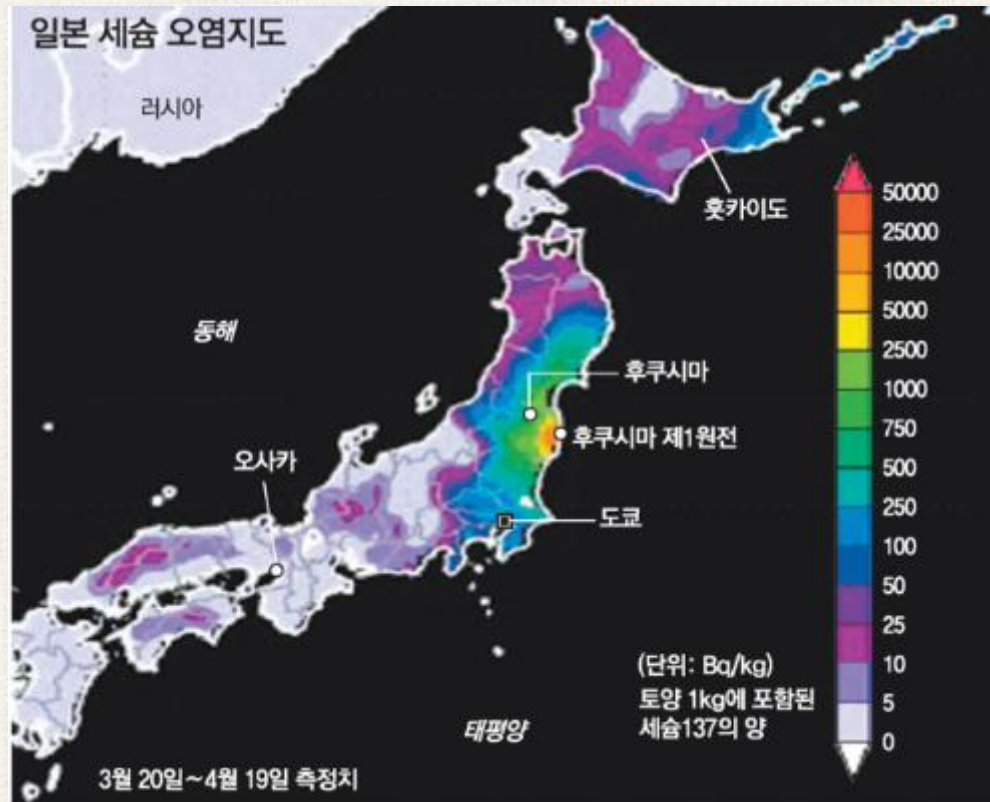 일본 세슘 오염지도
러시아
홋카이도
동해
후쿠시마
후쿠시마 제1원전
오사카
도쿄
태평양
50000
25000
10000
5000
2500
1000
750
500
250
100
50
25
10
5
0
(단위: Bq/kg)
토양 1kg에 포함된
세슘137의 양
3월 20일~4월 19일 측정치